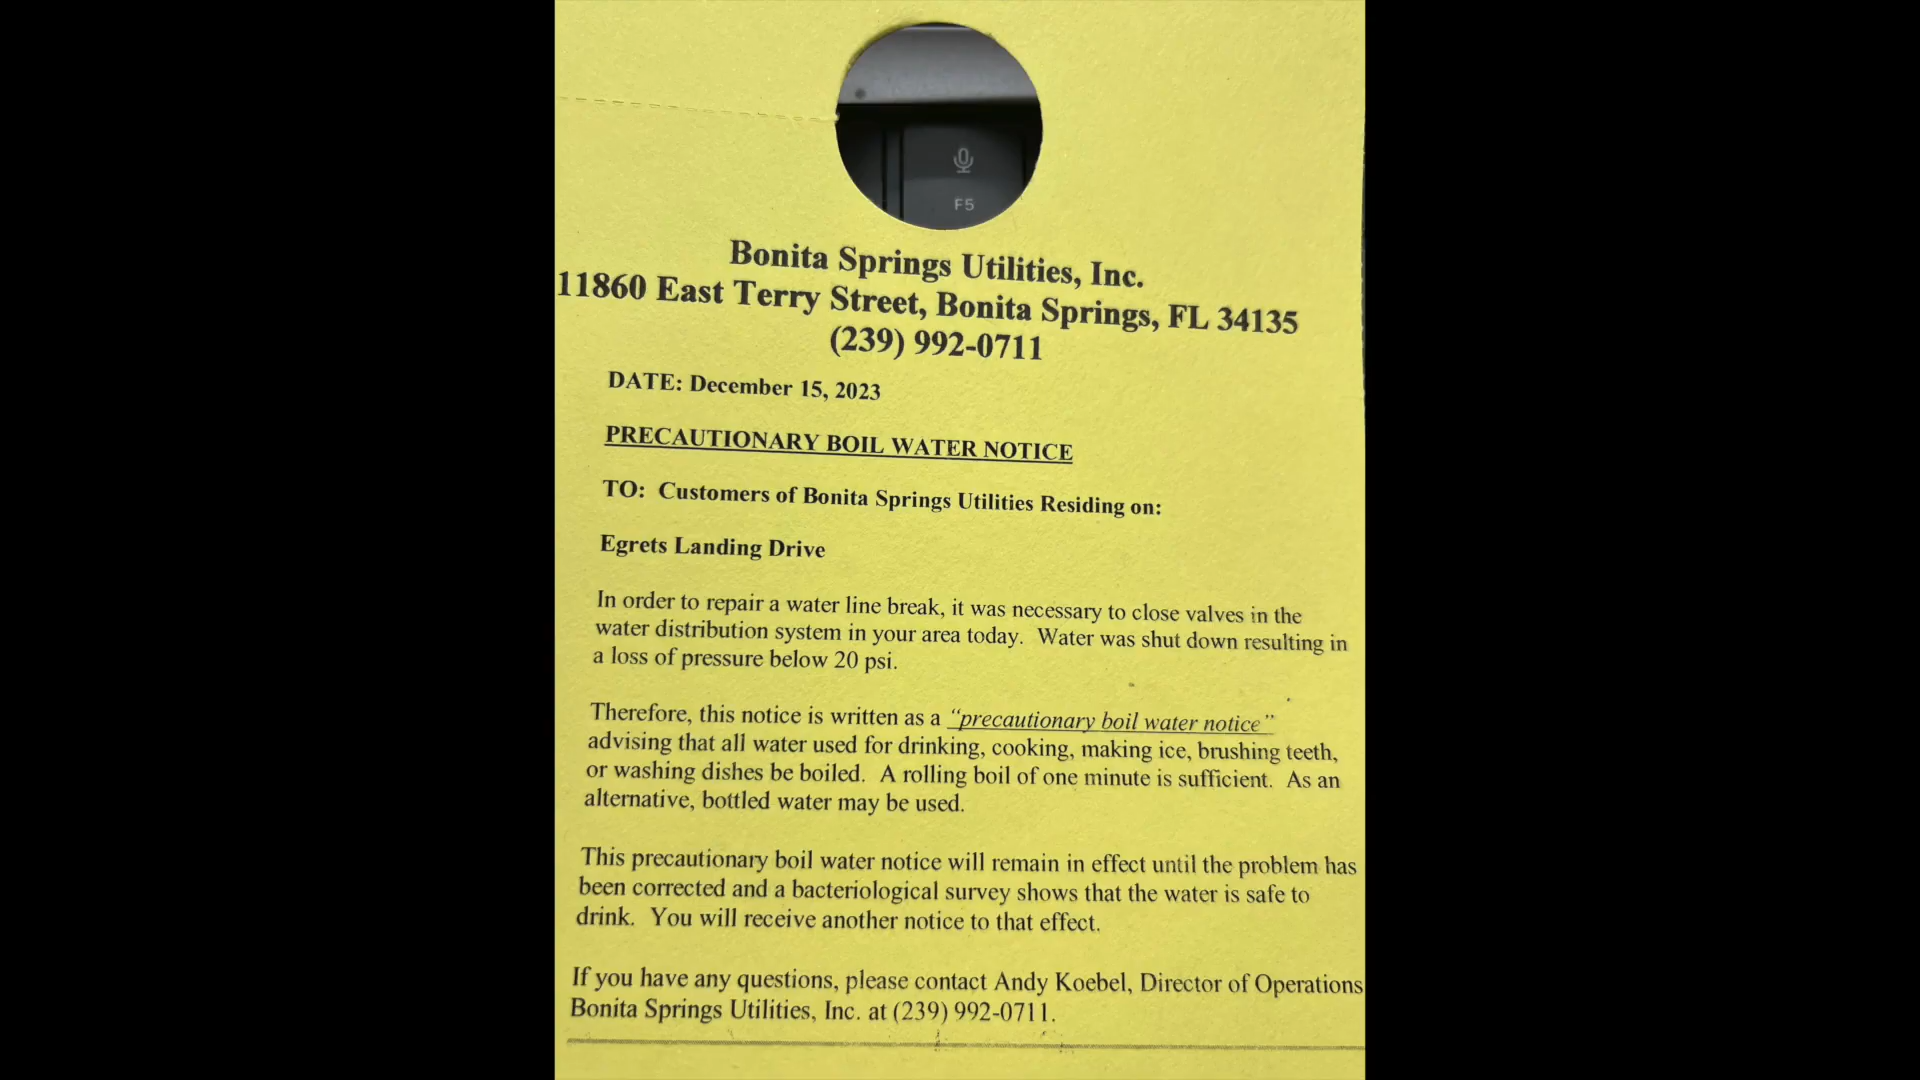 F5
Bonita Springs Utilities, Inc.
11860 East Terry Street, Bonita Springs, FL 34135
(239) 992-0711
DATE: December 15, 2023
PRECAUTIONARY BOIL WATER NOTICE
TO: Customers of Bonita Springs Utilities Residing on:
Egrets Landing Drive
In order to repair a water line break, it was necessary to close valves in the
water distribution system in your area today. Water was shut down resulting in
a loss of pressure below 20 psi.
Therefore, this notice is written as a “precautionary boil water notice”
advising that all water used for drinking, cooking, making ice, brushing teeth,
or washing dishes be boiled. A rolling boil of one minute is sufficient. As an
alternative, bottled water may be used.
This precautionary boil water notice will remain in effect until the problem has
been corrected and a bacteriological survey shows that the water is safe to
drink. You will receive another notice to that effect.
If you have any questions, please contact Andy Koebel, Director of Operations
Bonita Springs Utilities, Inc. at (239) 992-0711.